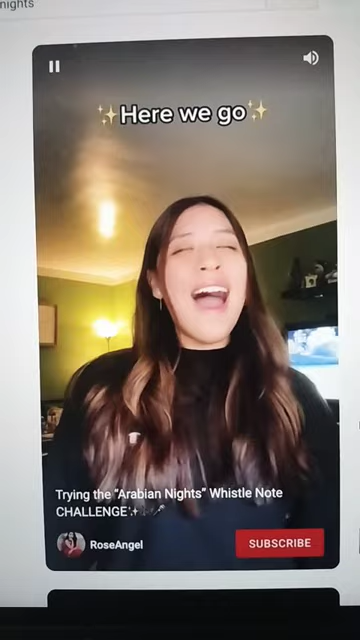 nights
✨Here we go✨
Trying the "Arabian Nights" Whistle Note
CHALLENGE
RoseAngel
SUBSCRIBE